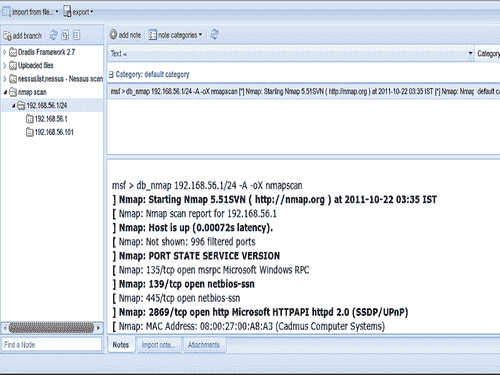 import from file... export
add branch
add note note categories
Text
Category
Dradis Framework 2.7
Uploaded files
nessuslat.nessus - Nessus scan
nmap scan
192.168.56.1/24
192.168.56.1
192.168.56.101
Category: default category
msf > db_nmap 192.168.56.1/24 -A -oX nmapscan [*] Nmap: Starting Nmap 5.51SVN ( http://nmap.org ) at 2011-10-22 03:35 IST [*] Nmap: Nmap default ca
msf > db_nmap 192.168.56.1/24 -A -oX nmapscan
] Nmap: Starting Nmap 5.51SVN ( http://nmap.org ) at 2011-10-22 03:35 IST
[ Nmap: Nmap scan report for 192.168.56.1
] Nmap: Host is up (0.00072s latency).
[ Nmap: Not shown: 996 filtered ports
] Nmap: PORT STATE SERVICE VERSION
[ Nmap: 135/tcp open msrpc Microsoft Windows RPC
] Nmap: 139/tcp open netbios-ssn
[ Nmap: 445/tcp open netbios-ssn
] Nmap: 2869/tcp open http Microsoft HTTPAPI httpd 2.0 (SSDP/UPnP)
[ Nmap: MAC Address: 08:00:27:00:A8:A3 (Cadmus Computer Systems)
Find a Node
Notes Import note... Attachments